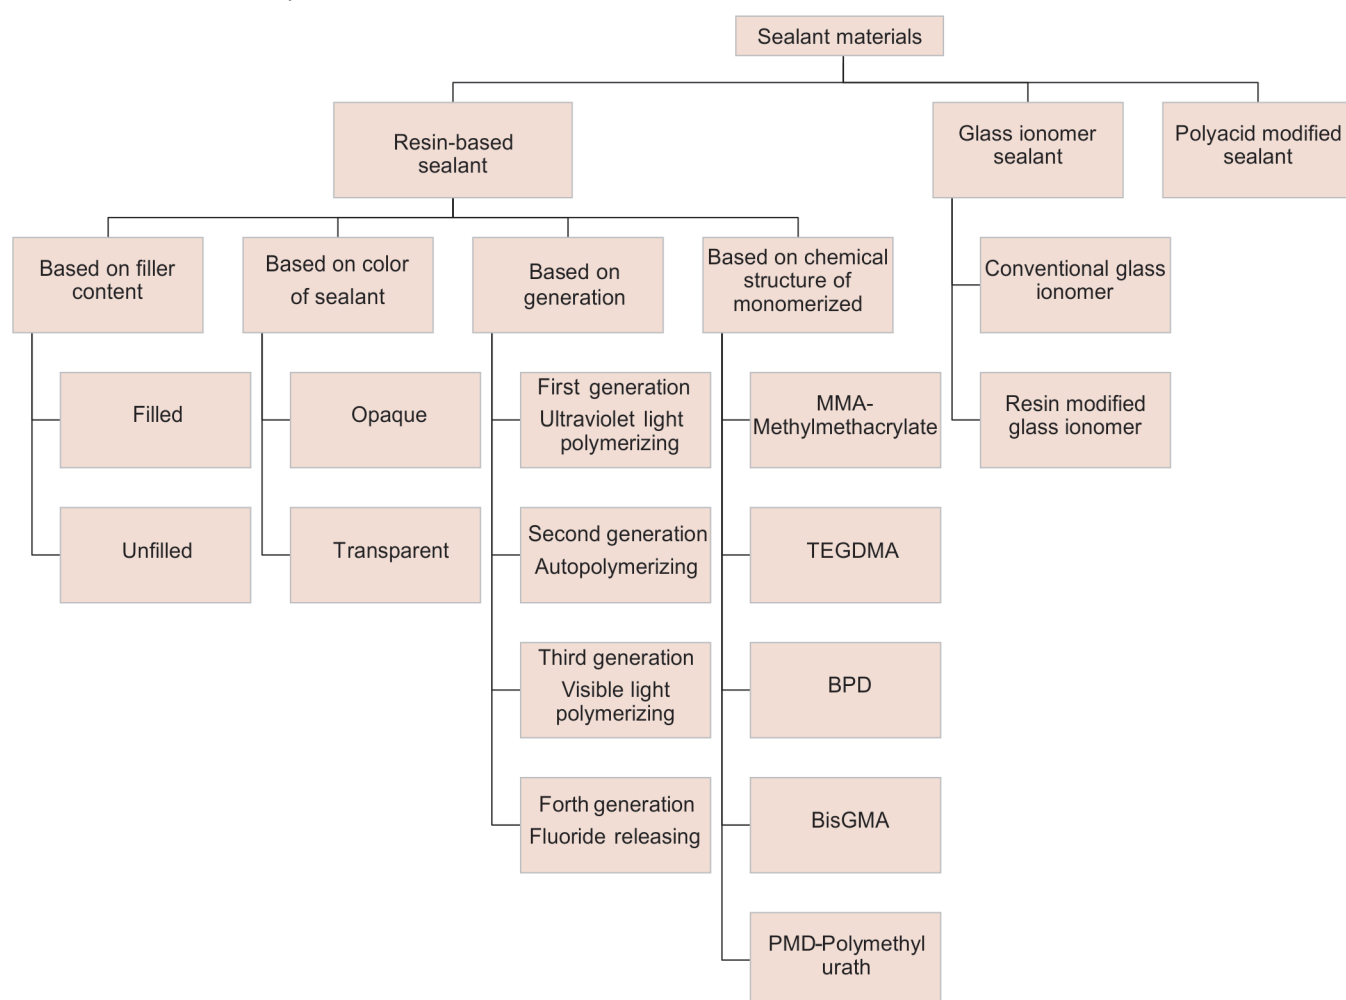 Sealant materials
Resin-based
sealant
Glass ionomer
sealant
Polyacid modified
sealant
Based on filler
content
Based on color
of sealant
Based on
generation
Based on chemical
structure of
monomerized
Conventional glass
ionomer
Filled
Opaque
First generation
Ultraviolet light
polymerizing
MMA-
Methylmethacrylate
Resin modified
glass ionomer
Unfilled
Transparent
Second generation
Autopolymerizing
TEGDMA
Third generation
Visible light
polymerizing
BPD
Forth generation
Fluoride releasing
BisGMA
PMD-Polymethyl
urath